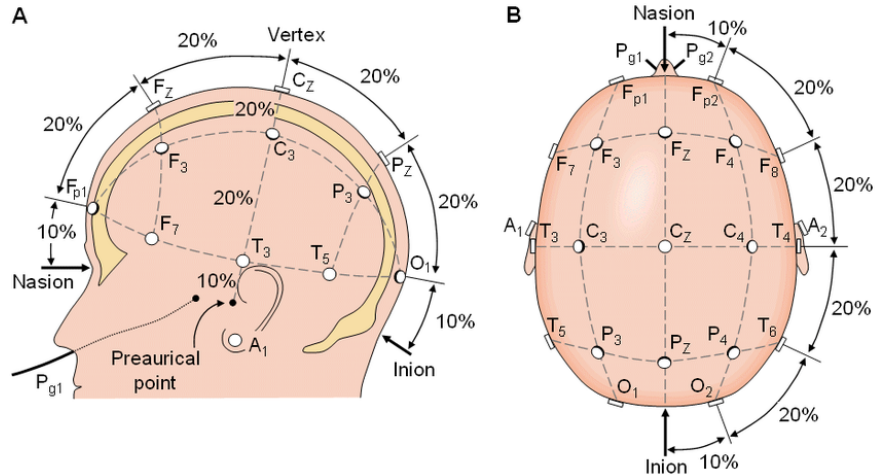 A
Vertex
20%
20%
FZ
CZ
20%
20%
20%
PZ
F3
C3
Fp1
P3
20%
20%
F7
10%
T3
T5
O1
Nasion
10%
10%
Preaurical
point
A1
Inion
Pg1
B
Nasion
10%
Pg1
Pg2
Fp1
Fp2
F7
F3
FZ
F4
F8
20%
A1
T3
C3
CZ
C4
T4
A2
20%
T5
P3
PZ
P4
T6
O1
O2
20%
10%
Inion